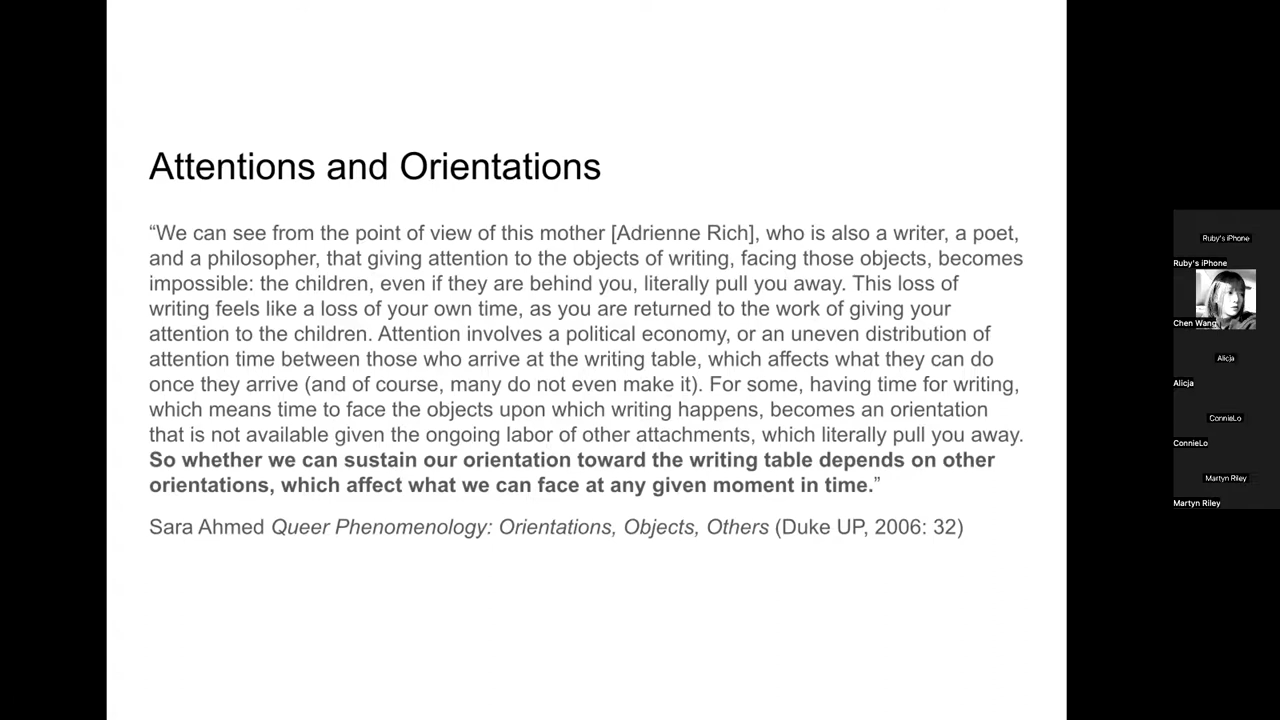 Attentions and Orientations
“We can see from the point of view of this mother [Adrienne Rich], who is also a writer, a poet,
and a philosopher, that giving attention to the objects of writing, facing those objects, becomes
impossible: the children, even if they are behind you, literally pull you away. This loss of
writing feels like a loss of your own time, as you are returned to the work of giving your
attention to the children. Attention involves a political economy, or an uneven distribution of
attention time between those who arrive at the writing table, which affects what they can do
once they arrive (and of course, many do not even make it). For some, having time for writing,
which means time to face the objects upon which writing happens, becomes an orientation
that is not available given the ongoing labor of other attachments, which literally pull you away.
So whether we can sustain our orientation toward the writing table depends on other
orientations, which affect what we can face at any given moment in time.”
Sara Ahmed Queer Phenomenology: Orientations, Objects, Others (Duke UP, 2006: 32)
Ruby's iPhone
Ruby's iPhone
Chen Wang
Alicja
Alicja
ConnieLo
ConnieLo
Martyn Riley
Martyn Riley